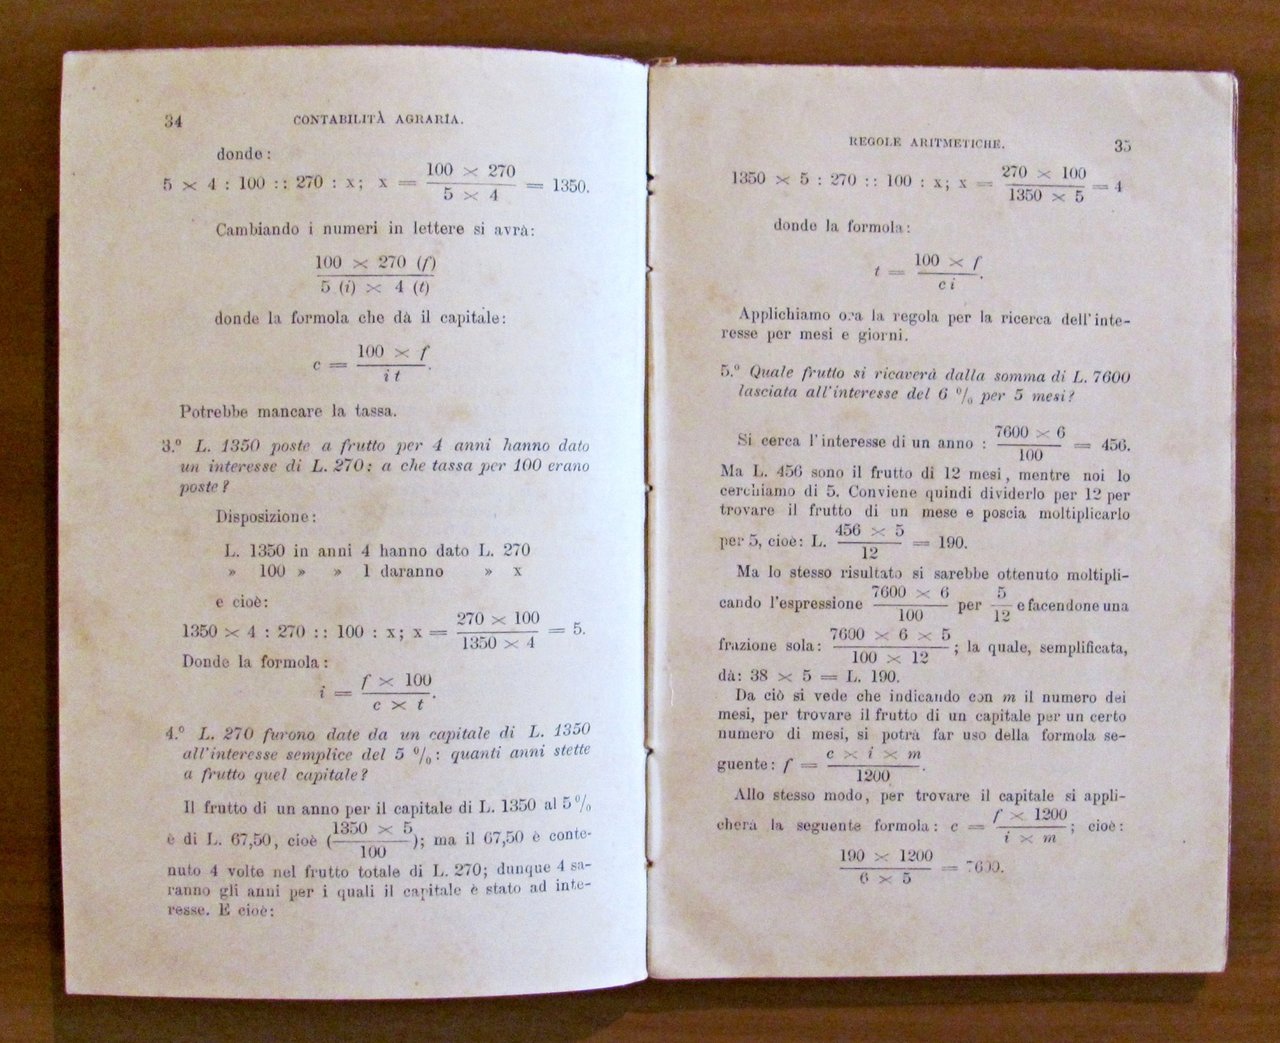 34 CONTABILITÀ AGRARIA.
donde:
5 × 4 : 100 :: 270 : x; x = 100 × 270 / 5 × 4 = 1350.
Cambiando i numeri in lettere si avrà:
100 × 270 (f) / 5 (i) × 4 (t)
donde la formola che dà il capitale:
c = 100 × f / i t.
Potrebbe mancare la tassa.
3.° L. 1350 poste a frutto per 4 anni hanno dato
un interesse di L. 270: a che tassa per 100 erano
poste?
Disposizione:
L. 1350 in anni 4 hanno dato L. 270
» 100 » » 1 daranno » x
e cioè:
1350 × 4 : 270 :: 100 : x; x = 270 × 100 / 1350 × 4 = 5.
Donde la formola:
i = f × 100 / c × t.
4.° L. 270 furono date da un capitale di L. 1350
all'interesse semplice del 5 %: quanti anni stette
a frutto quel capitale?
Il frutto di un anno per il capitale di L. 1350 al 5 %
è di L. 67,50, cioè (1350 × 5 / 100); ma il 67,50 è conte-
nuto 4 volte nel frutto totale di L. 270; dunque 4 sa-
ranno gli anni per i quali il capitale è stato ad inte-
resse. E cioè:
REGOLE ARITMETICHE. 35
1350 × 5 : 270 :: 100 : x; x = 270 × 100 / 1350 × 5 = 4
donde la formola:
t = 100 × f / c i.
Applichiamo ora la regola per la ricerca dell'inte-
resse per mesi e giorni.
5.° Quale frutto si ricaverà dalla somma di L. 7600
lasciata all'interesse del 6 % per 5 mesi?
Si cerca l'interesse di un anno : 7600 × 6 / 100 = 456.
Ma L. 456 sono il frutto di 12 mesi, mentre noi lo
cerchiamo di 5. Conviene quindi dividerlo per 12 per
trovare il frutto di un mese e poscia moltiplicarlo
per 5, cioè: L. 456 × 5 / 12 = 190.
Ma lo stesso risultato si sarebbe ottenuto moltipli-
cando l'espressione 7600 × 6 / 100 per 5 / 12 e facendone una
frazione sola: 7600 × 6 × 5 / 100 × 12; la quale, semplificata,
dà: 38 × 5 = L. 190.
Da ciò si vede che indicando con m il numero dei
mesi, per trovare il frutto di un capitale per un certo
numero di mesi, si potrà far uso della formola se-
guente: f = c × i × m / 1200.
Allo stesso modo, per trovare il capitale si appli-
cherà la seguente formola: c = f × 1200 / i × m; cioè:
190 × 1200 / 6 × 5 = 7600.